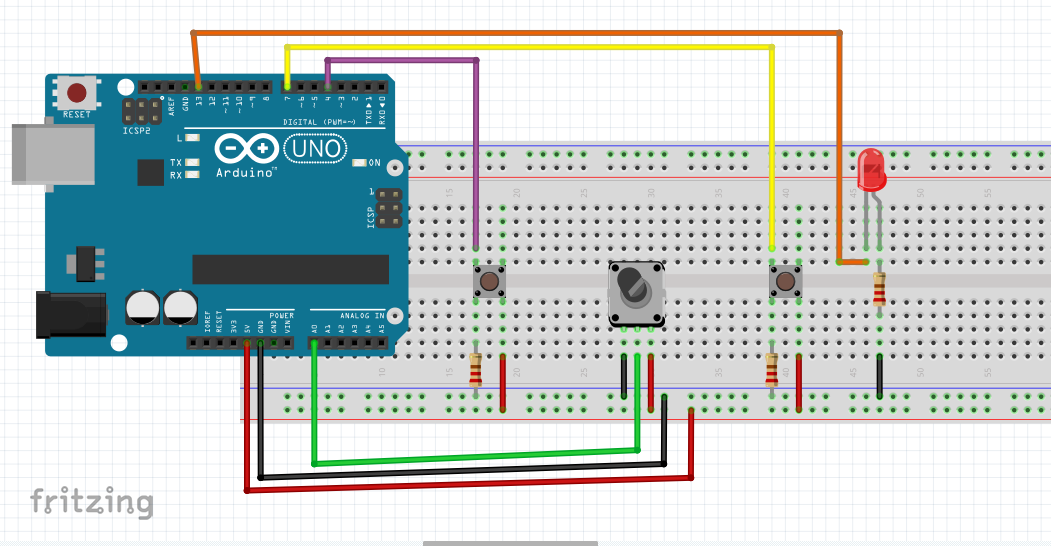 RESET
ICSP2
AREF
GND
13
12
~11
~10
~9
8
7
~6
~5
4
~3
2
TXD▶1
RXD◀0
DIGITAL (PWM=~)
L
TX
RX
Arduino™
UNO
ON
1
ICSP
15
20
25
30
35
40
45
50
55
IOREF
RESET
3V3
5V
GND
GND
VIN
POWER
A0
A1
A2
A3
A4
A5
ANALOG IN
10
15
20
25
35
40
45
50
55
fritzing